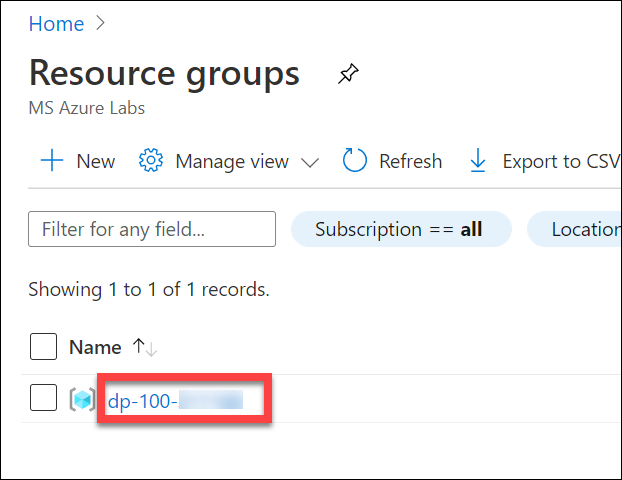 Home >
Resource groups
MS Azure Labs
New Manage view Refresh Export to CSV
Filter for any field... Subscription == all Location
Showing 1 to 1 of 1 records.
Name ↑↓
dp-100-